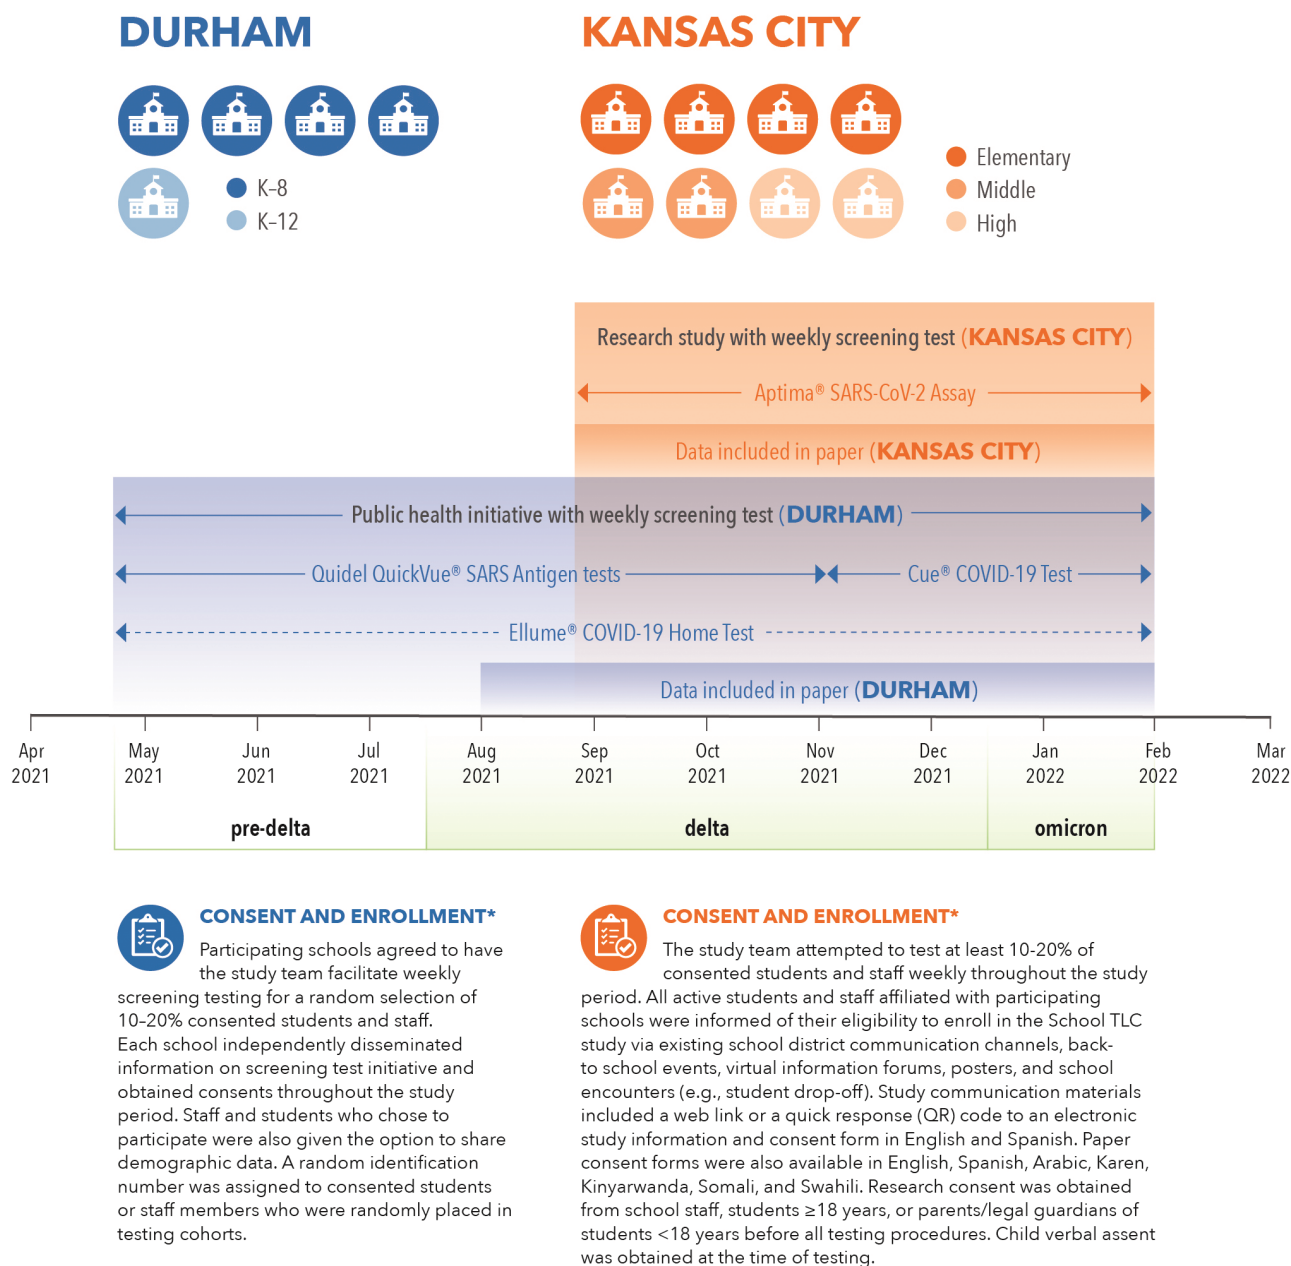 DURHAM
KANSAS CITY
K–8
K–12
Elementary
Middle
High
Research study with weekly screening test (KANSAS CITY)
Aptima® SARS-CoV-2 Assay
Data included in paper (KANSAS CITY)
Public health initiative with weekly screening test (DURHAM)
Quidel QuickVue® SARS Antigen tests
Cue® COVID-19 Test
Ellume® COVID-19 Home Test
Data included in paper (DURHAM)
Apr 2021
May 2021
Jun 2021
Jul 2021
Aug 2021
Sep 2021
Oct 2021
Nov 2021
Dec 2021
Jan 2022
Feb 2022
Mar 2022
pre-delta
delta
omicron
CONSENT AND ENROLLMENT*
Participating schools agreed to have
the study team facilitate weekly
screening testing for a random selection of
10–20% consented students and staff.
Each school independently disseminated
information on screening test initiative and
obtained consents throughout the study
period. Staff and students who chose to
participate were also given the option to share
demographic data. A random identification
number was assigned to consented students
or staff members who were randomly placed in
testing cohorts.
CONSENT AND ENROLLMENT*
The study team attempted to test at least 10-20% of
consented students and staff weekly throughout the study
period. All active students and staff affiliated with participating
schools were informed of their eligibility to enroll in the School TLC
study via existing school district communication channels, back-
to school events, virtual information forums, posters, and school
encounters (e.g., student drop-off). Study communication materials
included a web link or a quick response (QR) code to an electronic
study information and consent form in English and Spanish. Paper
consent forms were also available in English, Spanish, Arabic, Karen,
Kinyarwanda, Somali, and Swahili. Research consent was obtained
from school staff, students ≥18 years, or parents/legal guardians of
students <18 years before all testing procedures. Child verbal assent
was obtained at the time of testing.